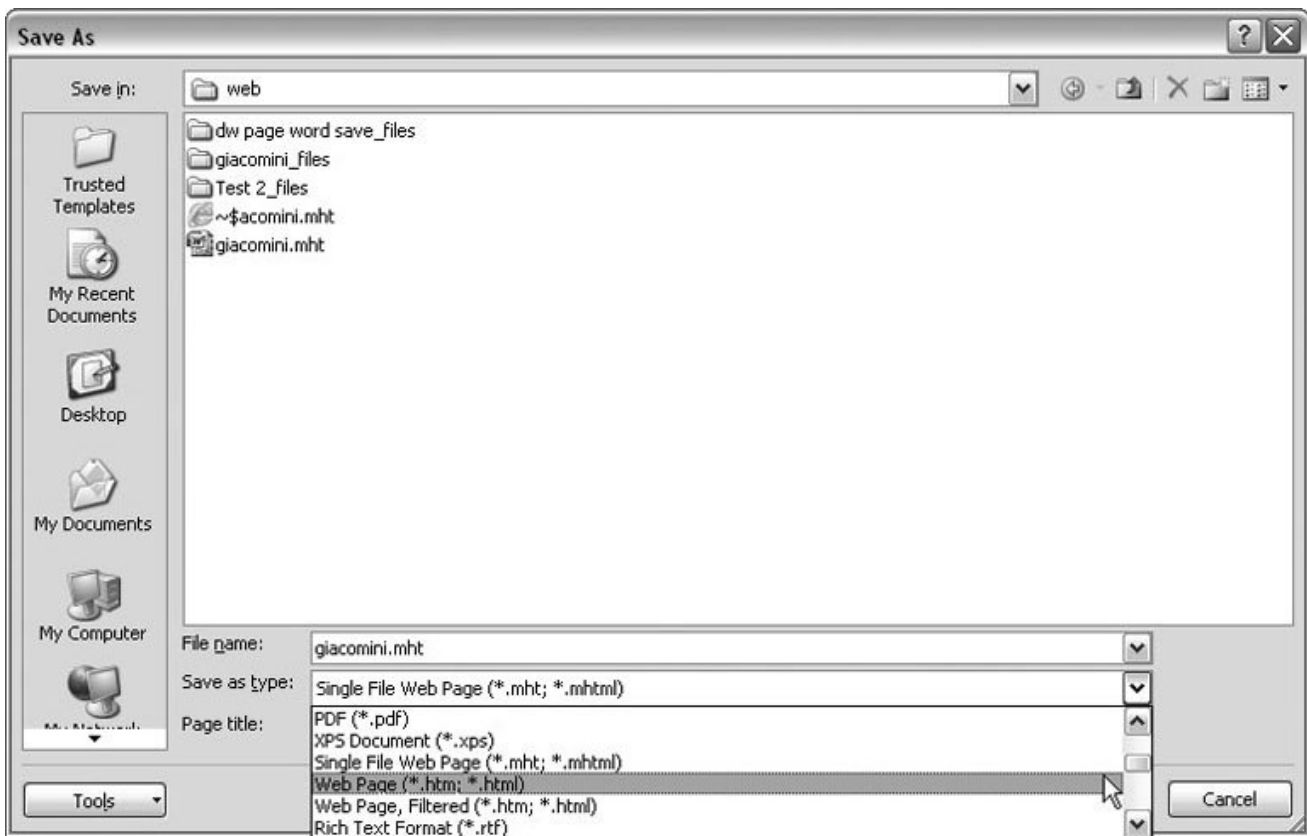 Save As
Save in:
web
Trusted
Templates
My Recent
Documents
Desktop
My Documents
My Computer
dw page word save_files
giacomini_files
Test 2_files
~$acomini.mht
giacomini.mht
File name:
giacomini.mht
Save as type:
Single File Web Page (*.mht; *.mhtml)
Page title:
PDF (*.pdf)
XPS Document (*.xps)
Single File Web Page (*.mht; *.mhtml)
Web Page (*.htm; *.html)
Web Page, Filtered (*.htm; *.html)
Rich Text Format (*.rtf)
Tools
Cancel